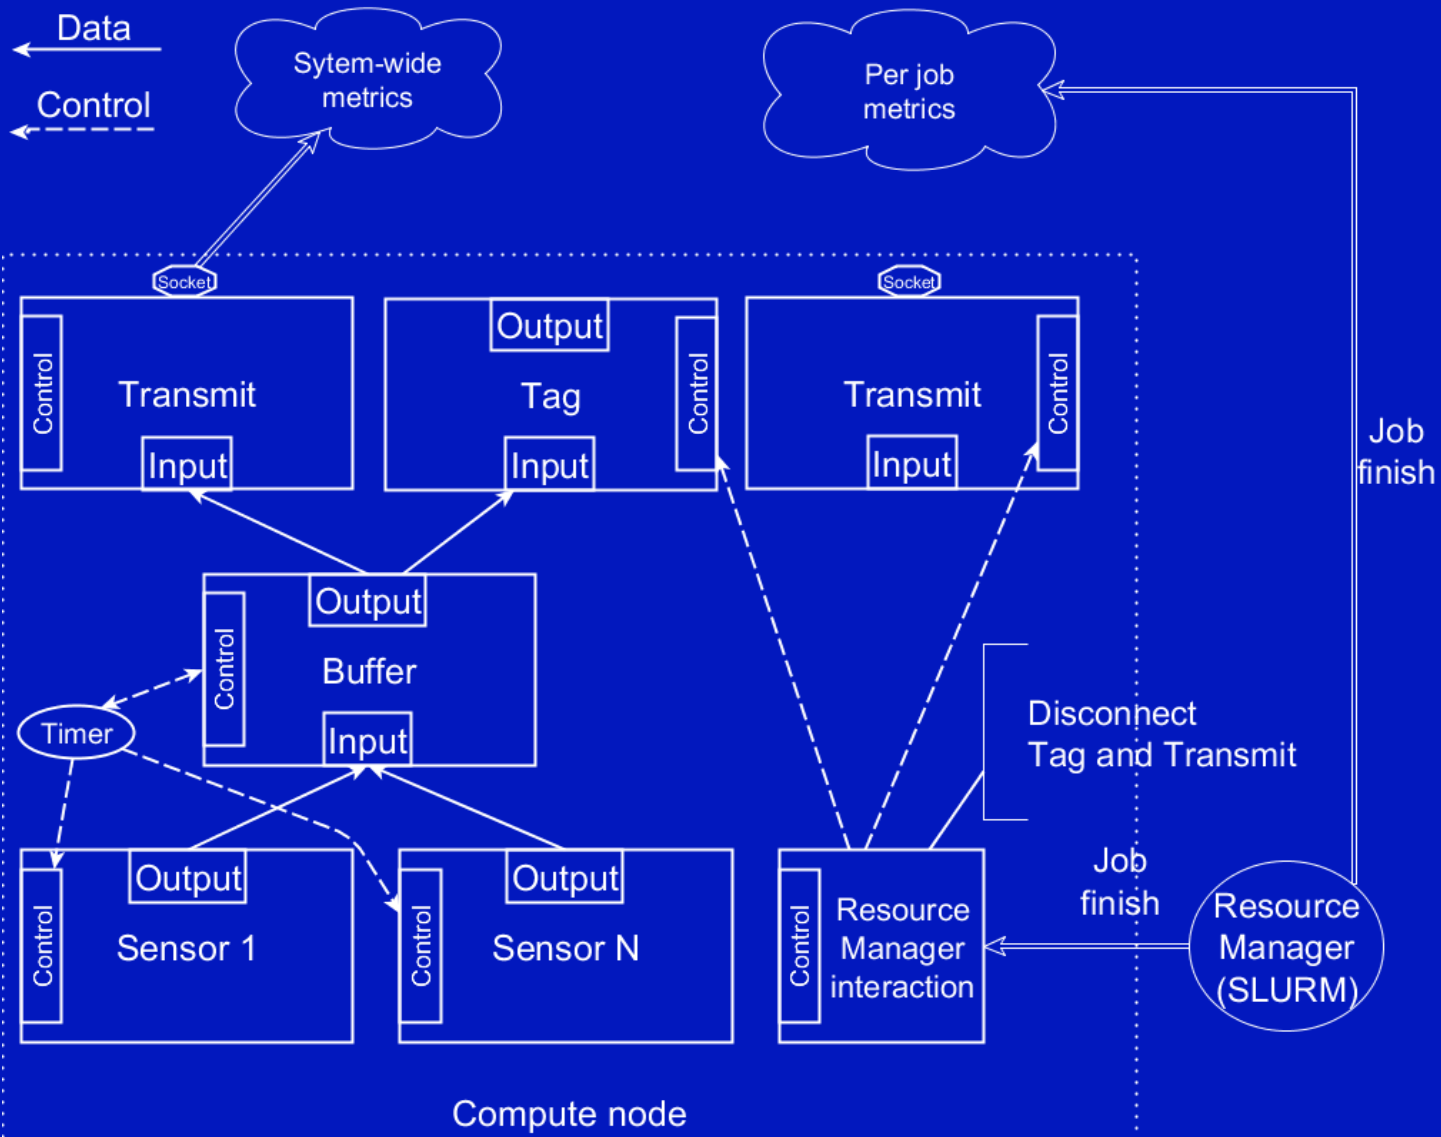 Data
Control
Sytem-wide
metrics
Per job
metrics
Socket
Socket
Control
Transmit
Input
Output
Tag
Input
Control
Transmit
Input
Control
Job
finish
Output
Control
Buffer
Input
Timer
Disconnect
Tag and Transmit
Control
Output
Sensor 1
Control
Output
Sensor N
Control
Resource
Manager
interaction
Job
finish
Resource
Manager
(SLURM)
Compute node